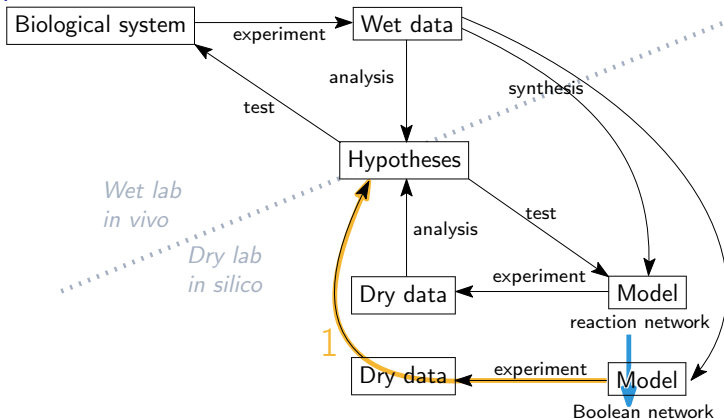 Biological system
experiment
Wet data
analysis
synthesis
test
Hypotheses
Wet lab
in vivo
test
analysis
Dry lab
in silico
experiment
Dry data
Model
reaction network
1
experiment
Dry data
Model
Boolean network